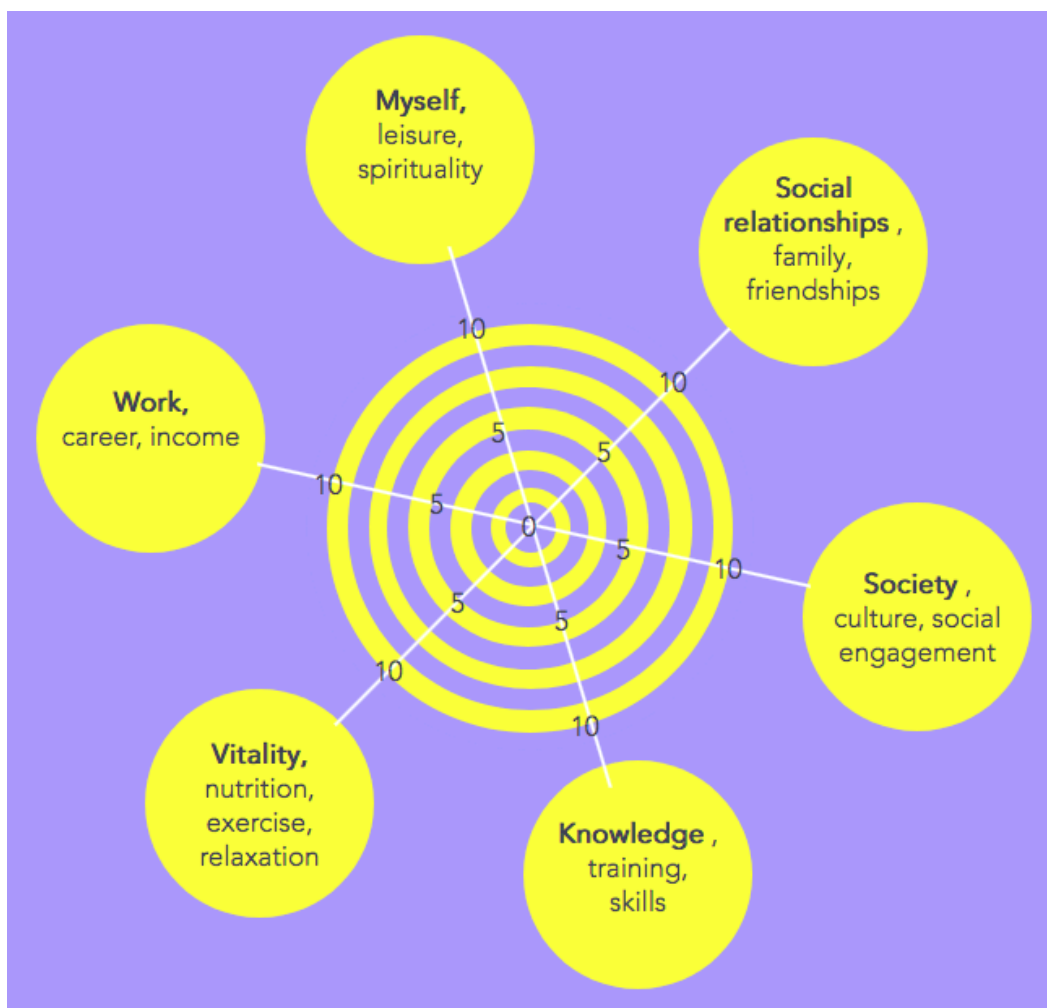 Myself,
leisure,
spirituality
Social
relationships ,
family,
friendships
Work,
career, income
10
10
5
5
10
5
0
5
10
Society ,
culture, social
engagement
5
5
10
10
Vitality,
nutrition,
exercise,
relaxation
Knowledge ,
training,
skills